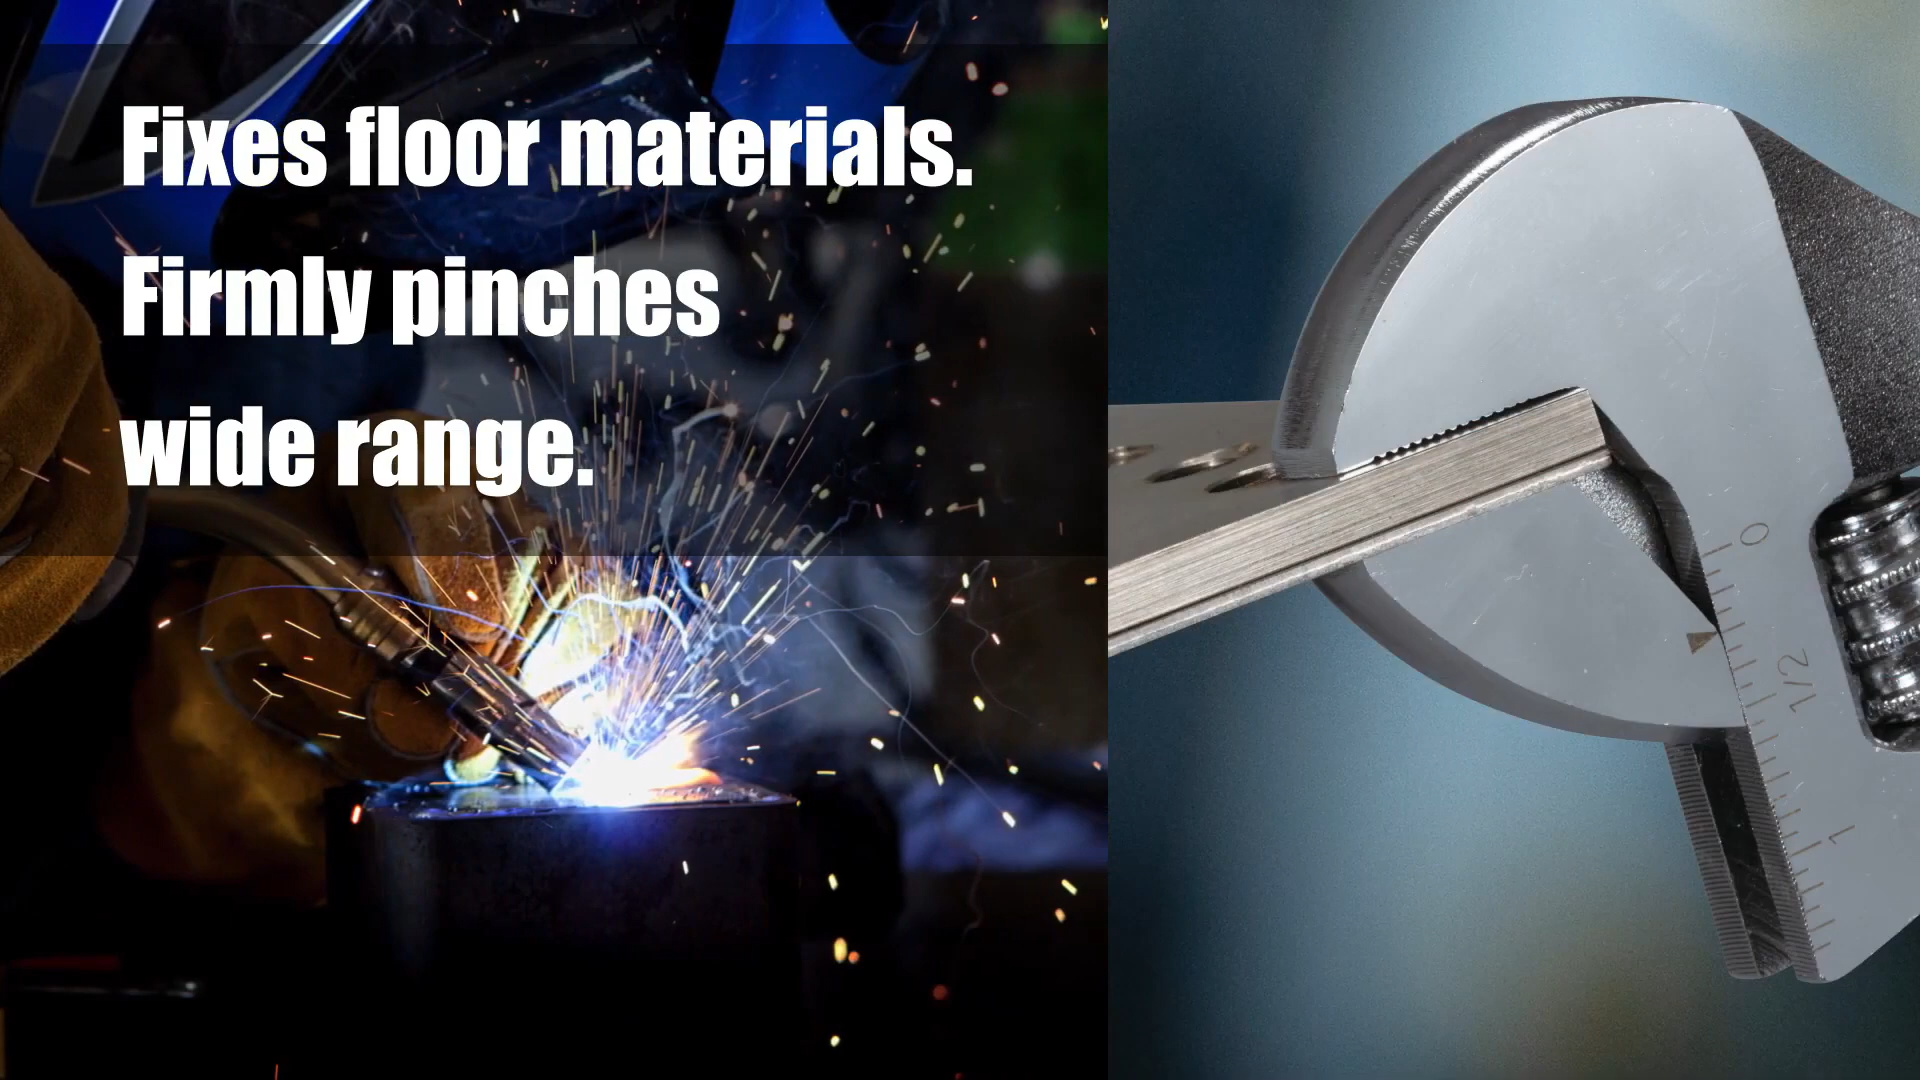 Fixes floor materials.
Firmly pinches
wide range.
0
1/2
1